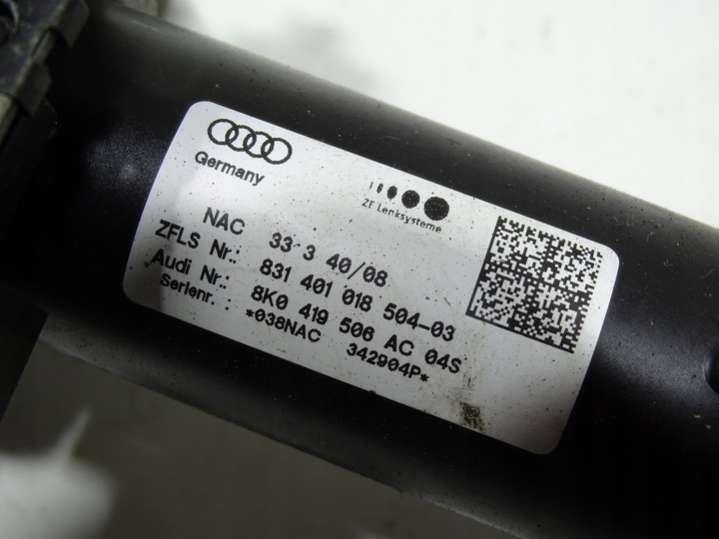 Germany
ZF Lenksysteme
NAC 33 3 40/08
ZFLS Nr.: 831 401 018 504-03
Audi Nr.: 8K0 419 506 AC 04S
Serienr.: *038NAC 342904P*